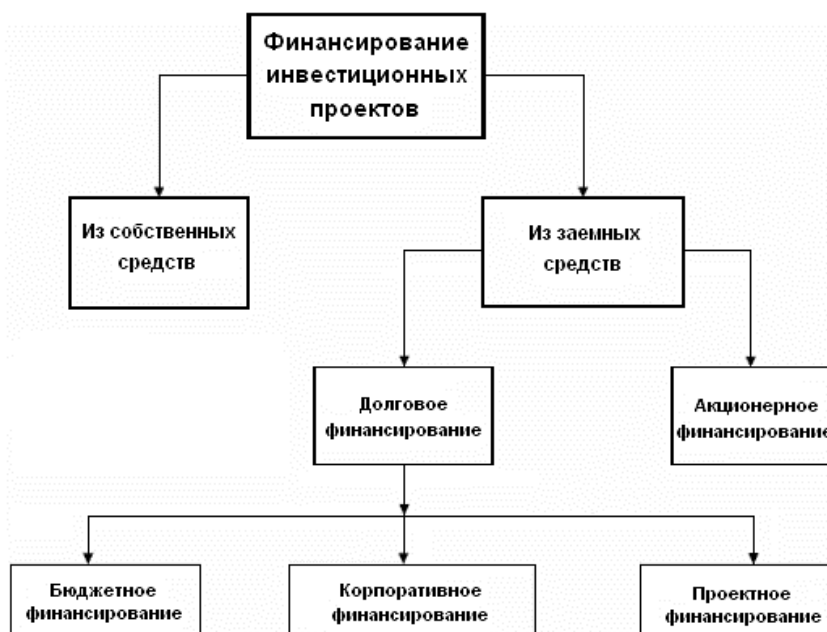 Финансирование
инвестиционных
проектов
Из собственных
средств
Из заемных
средств
Долговое
финансирование
Акционерное
финансирование
Бюджетное
финансирование
Корпоративное
финансирование
Проектное
финансирование